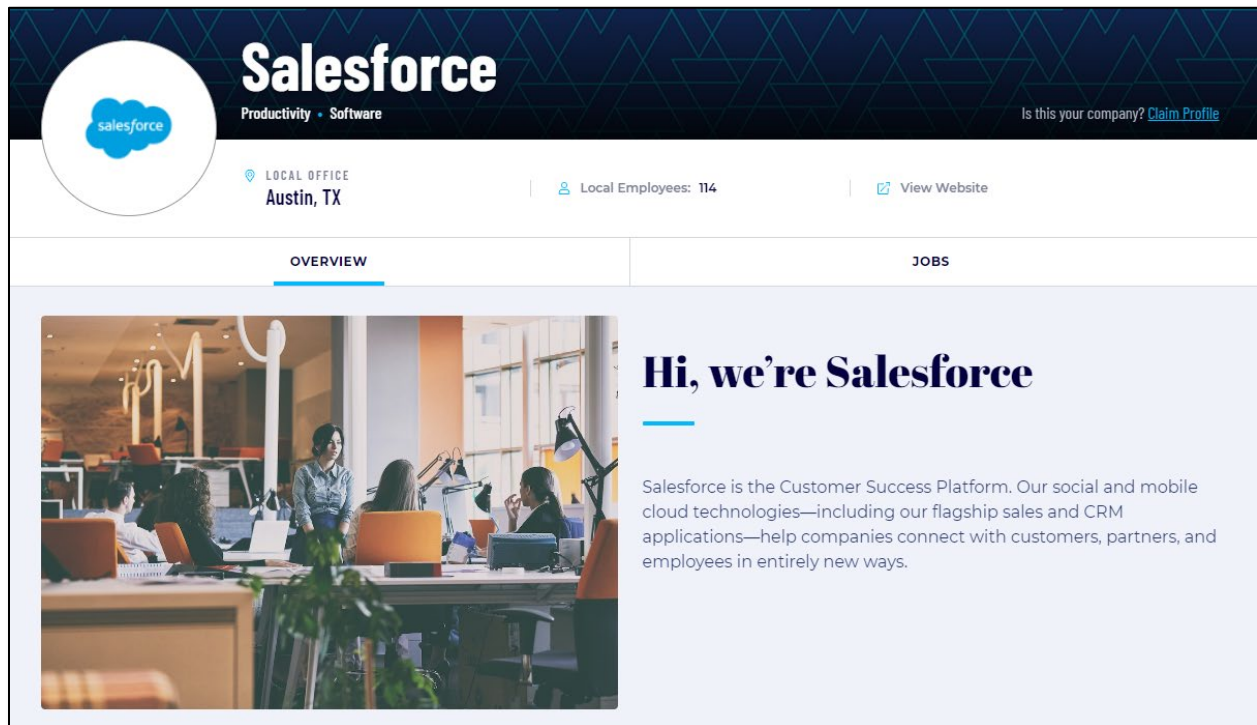 salesforce
Salesforce
Productivity • Software
Is this your company? Claim Profile
LOCAL OFFICE
Austin, TX
Local Employees: 114
View Website
OVERVIEW
JOBS
Hi, we’re Salesforce
Salesforce is the Customer Success Platform. Our social and mobile
cloud technologies—including our flagship sales and CRM
applications—help companies connect with customers, partners, and
employees in entirely new ways.